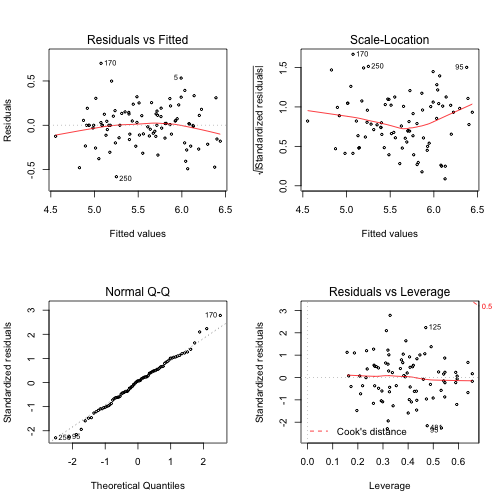 Residuals vs Fitted
Residuals
0.5
0.0
-0.5
170
5
250
4.5 5.0 5.5 6.0 6.5
Fitted values
Scale-Location
√|Standardized residuals|
1.5
1.0
0.5
0.0
170
250
95
4.5 5.0 5.5 6.0 6.5
Fitted values
Normal Q-Q
Standardized residuals
3
2
1
0
-1
-2
170
250
95
-2 -1 0 1 2
Theoretical Quantiles
Residuals vs Leverage
Standardized residuals
3
2
1
0
-1
-2
0.5
125
95
Cook's distance
0.0 0.1 0.2 0.3 0.4 0.5 0.6
Leverage